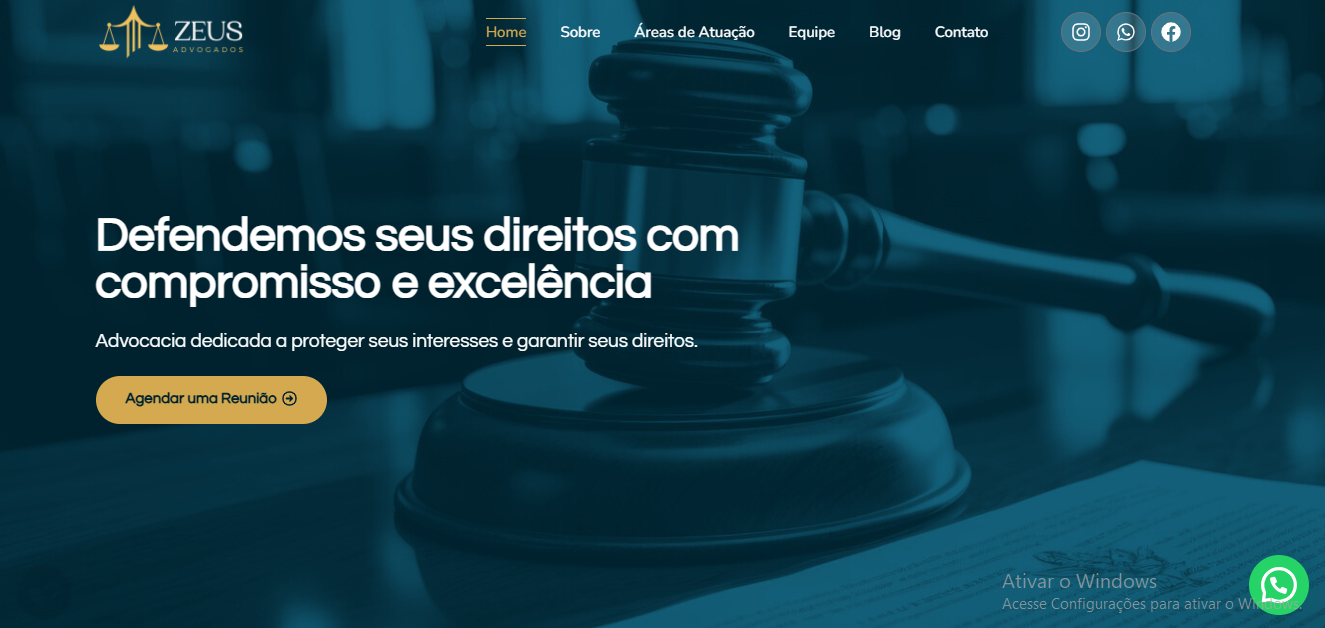 ZEUS
ADVOGADOS
Home Sobre Áreas de Atuação Equipe Blog Contato
Defendemos seus direitos com
compromisso e excelência
Advocacia dedicada a proteger seus interesses e garantir seus direitos.
Agendar uma Reunião
Ativar o Windows
Acesse Configurações para ativar o Windows.